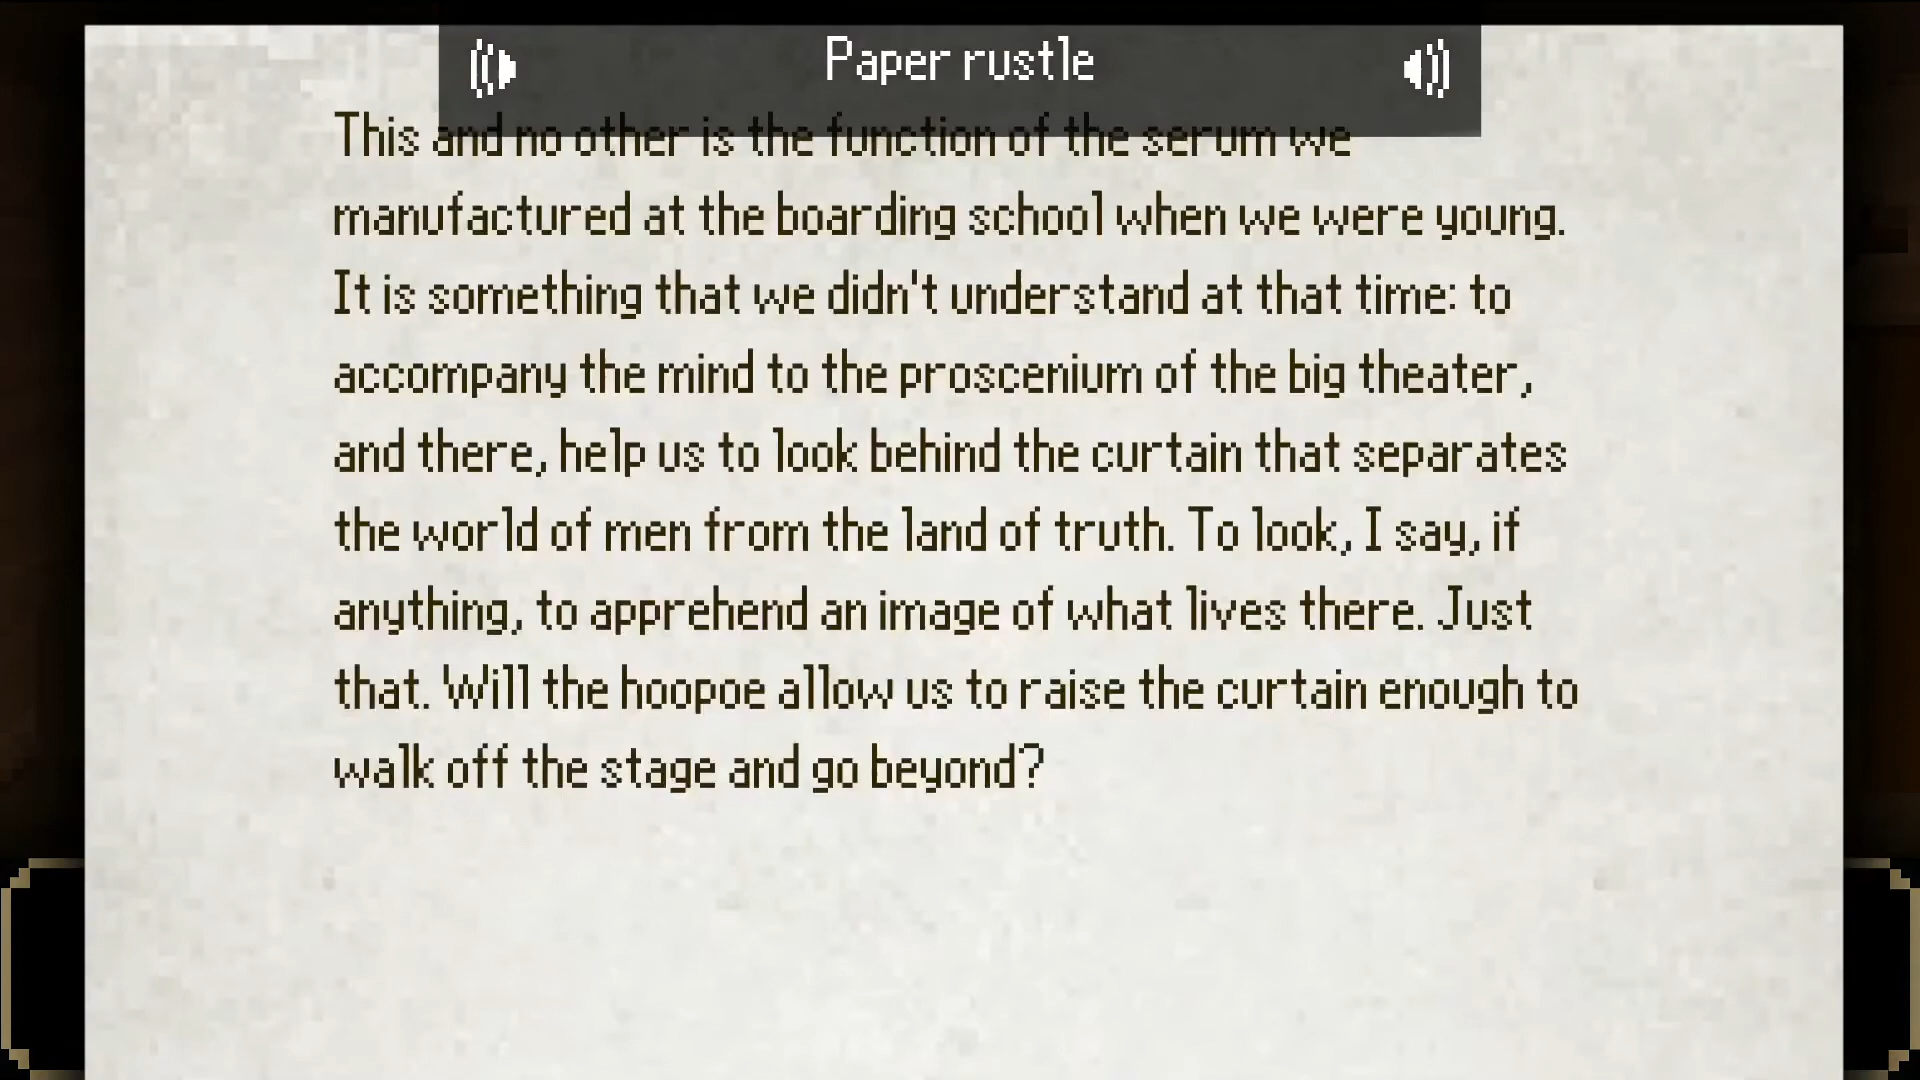 Paper rustle
This and no other is the function of the serum we
manufactured at the boarding school when we were young.
It is something that we didn't understand at that time: to
accompany the mind to the proscenium of the big theater,
and there, help us to look behind the curtain that separates
the world of men from the land of truth. To look, I say, if
anything, to apprehend an image of what lives there. Just
that. Will the hoopoe allow us to raise the curtain enough to
walk off the stage and go beyond?